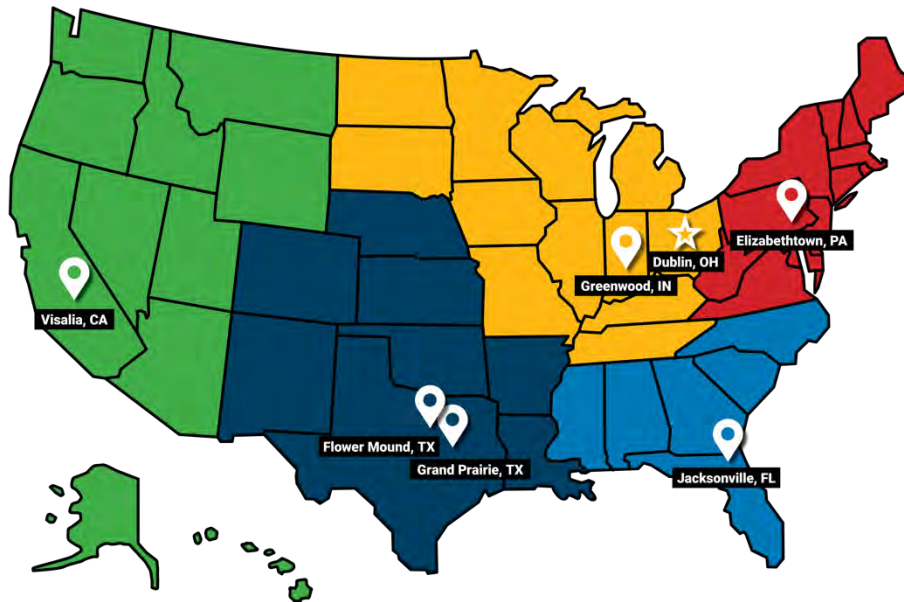 Elizabethtown, PA
Dublin, OH
Greenwood, IN
Visalia, CA
Flower Mound, TX
Grand Prairie, TX
Jacksonville, FL